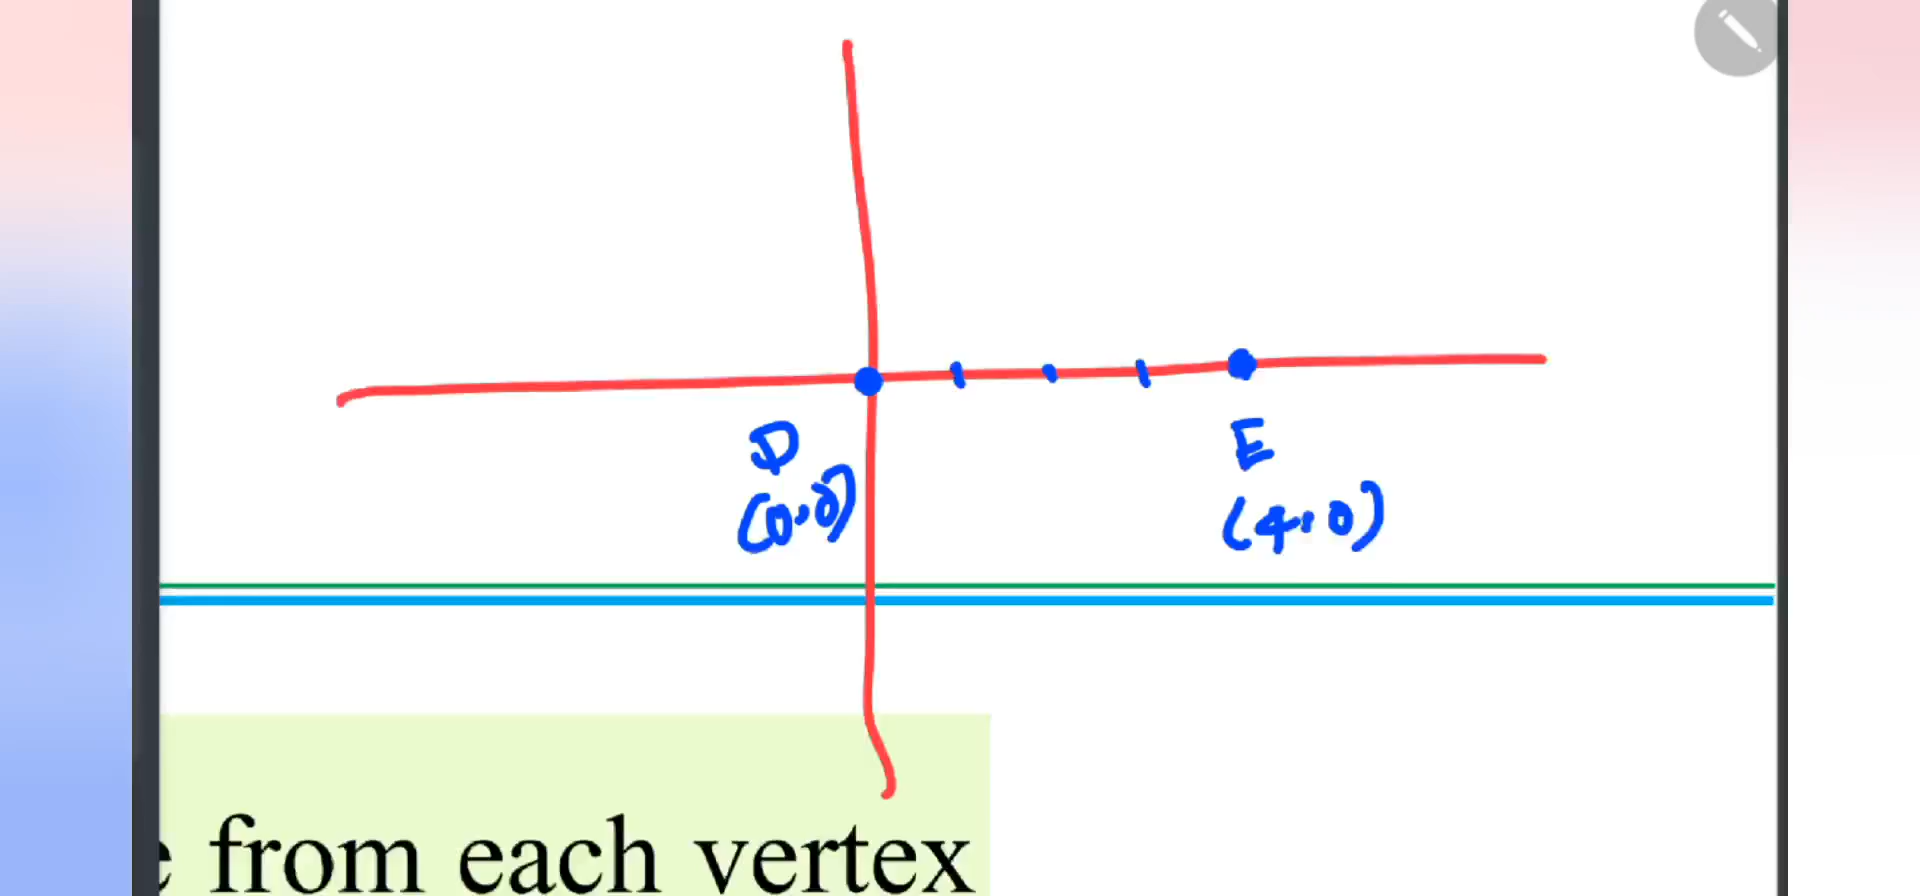 D
(0,0)
E
(4,0)
from each vertex